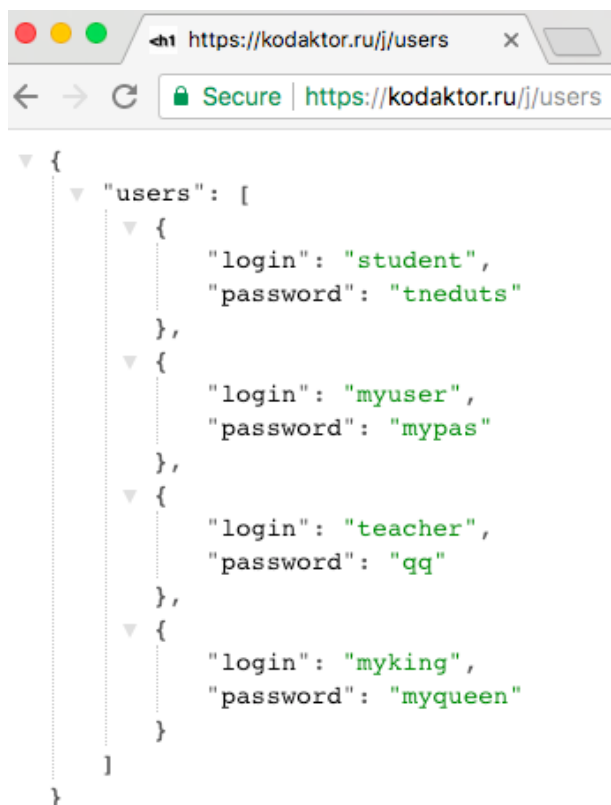 <h1 https://kodaktor.ru/j/users
Secure | https://kodaktor.ru/j/users
{
"users": [
{
"login": "student",
"password": "tneduts"
},
{
"login": "myuser",
"password": "mypas"
},
{
"login": "teacher",
"password": "qq"
},
{
"login": "myking",
"password": "myqueen"
}
]
}